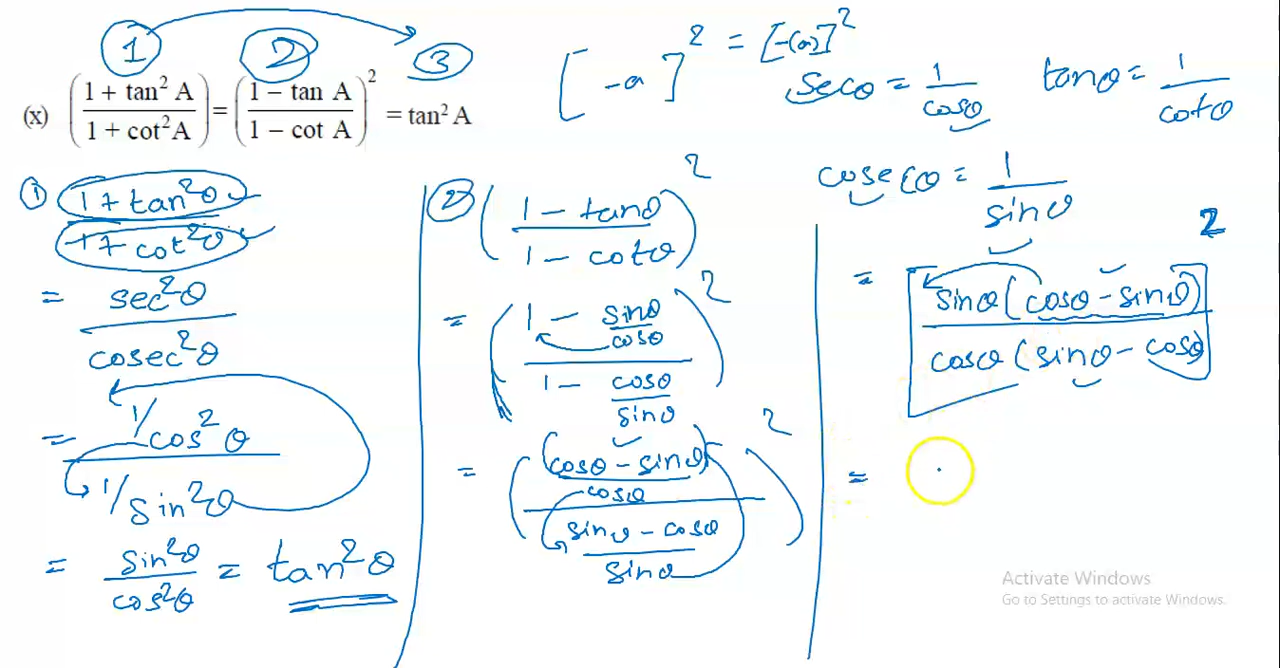 ① ② ③
[-a]² = [-(a)]²
(x) ((1 + tan² A)/(1 + cot² A)) = ((1 − tan A)/(1 − cot A))² = tan² A
secθ = 1/cosθ
tanθ = 1/cotθ
cosecθ = 1/sinθ
① (1+tan²θ)/(1+cot²θ)
= sec²θ/cosec²θ
= (1/cos²θ)/(1/sin²θ)
= sin²θ/cos²θ = tan²θ
② ((1 - tanθ)/(1 - cotθ))²
= ((1 - sinθ/cosθ)/(1 - cosθ/sinθ))²
= (((cosθ - sinθ)/cosθ)/((sinθ - cosθ)/sinθ))²
= [sinθ(cosθ - sinθ)/cosθ(sinθ - cosθ)]²
=
Activate Windows
Go to Settings to activate Windows.